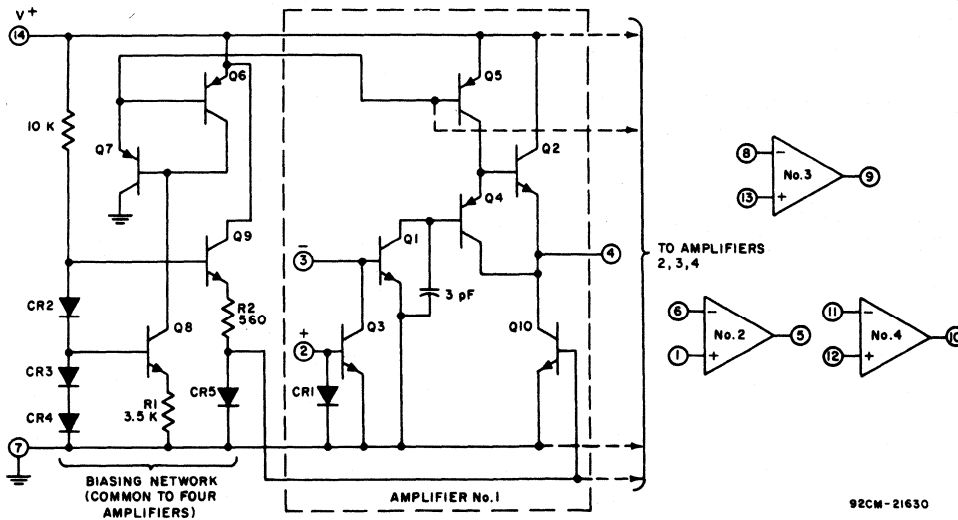 V+
14
Q6
Q5
10 K
Q7
Q2
8
−
No.3
9
13
+
Q4
Q9
Q1
4
−
3
TO AMPLIFIERS
2,3,4
3 pF
CR2
R2
560
Q8
+
2
Q3
Q10
6
−
No.2
5
1
+
11
−
No.4
10
12
+
CR3
CR5
CR1
R1
3.5 K
CR4
7
BIASING NETWORK
(COMMON TO FOUR
AMPLIFIERS)
AMPLIFIER No.1
92CM-21630